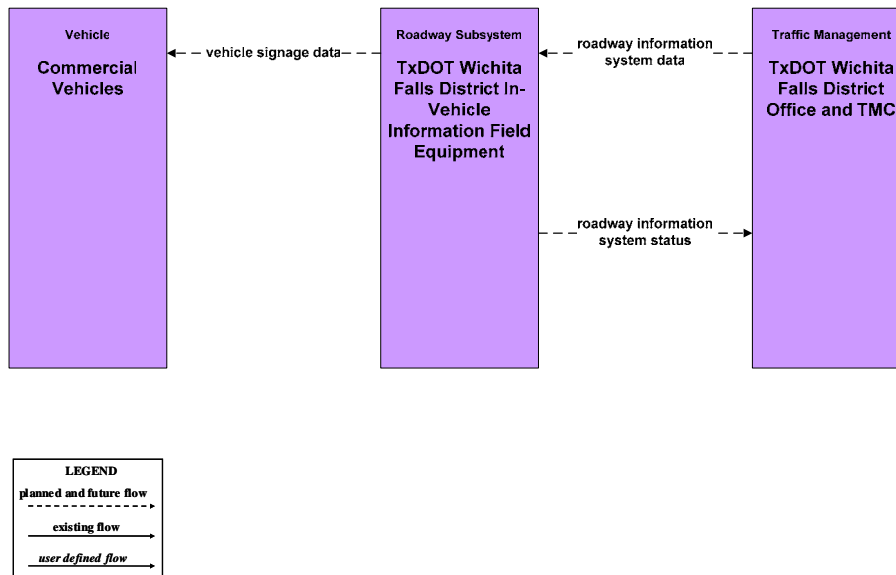 Vehicle
Commercial
Vehicles
vehicle signage data
Roadway Subsystem
TxDOT Wichita
Falls District In-
Vehicle
Information Field
Equipment
roadway information
system data
roadway information
system status
Traffic Management
TxDOT Wichita
Falls District
Office and TMC
LEGEND
planned and future flow
existing flow
user defined flow